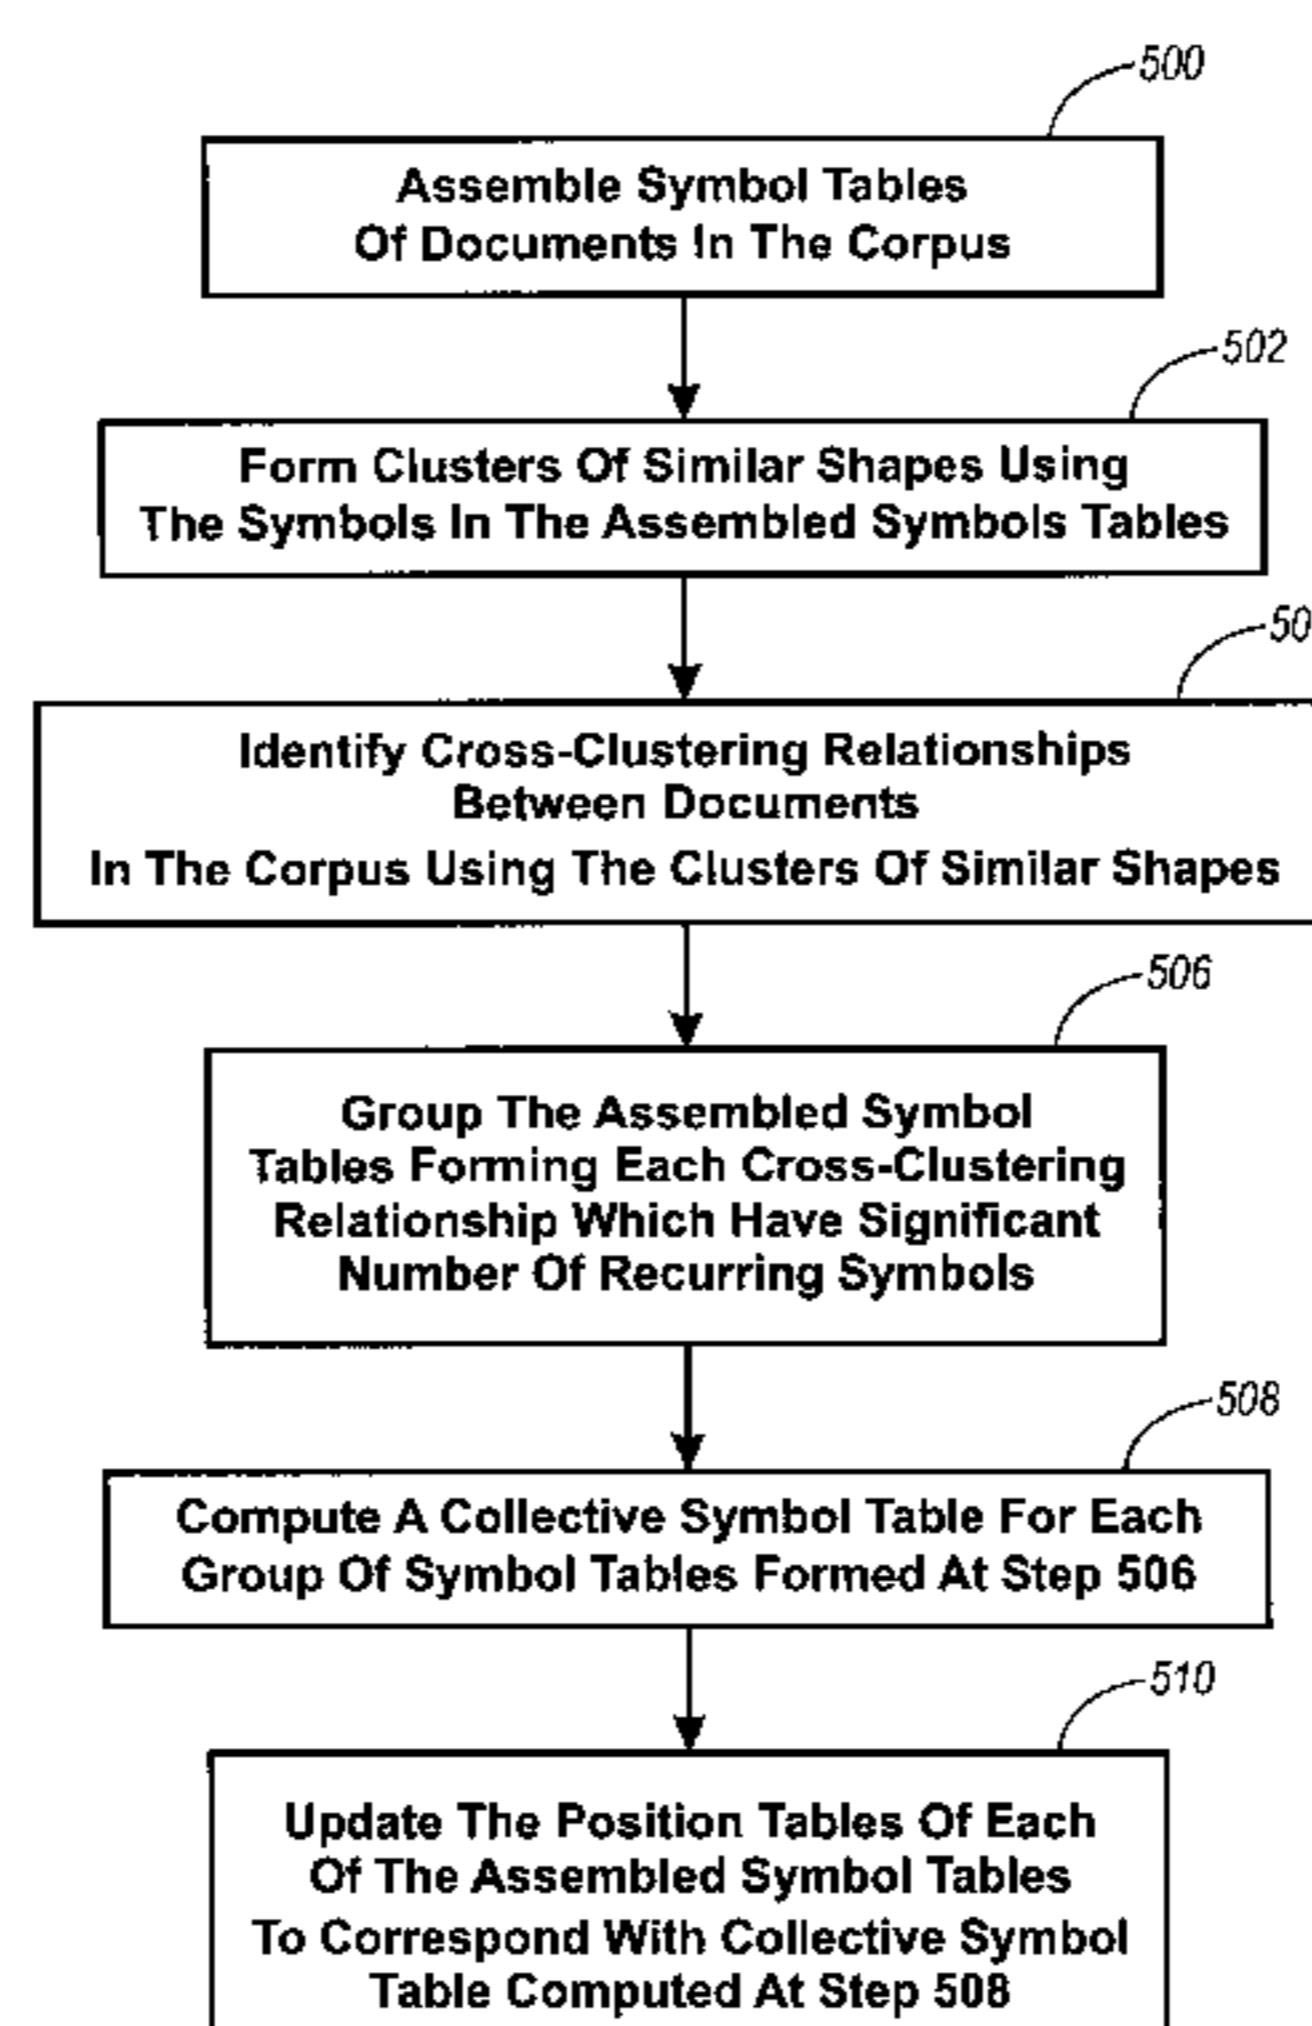 500
Assemble Symbol Tables
Of Documents In The Corpus
502
Form Clusters Of Similar Shapes Using
The Symbols In The Assembled Symbols Tables
50
Identify Cross-Clustering Relationships
Between Documents
In The Corpus Using The Clusters Of Similar Shapes
506
Group The Assembled Symbol
Tables Forming Each Cross-Clustering
Relationship Which Have Significant
Number Of Recurring Symbols
508
Compute A Collective Symbol Table For Each
Group Of Symbol Tables Formed At Step 506
510
Update The Position Tables Of Each
Of The Assembled Symbol Tables
To Correspond With Collective Symbol
Table Computed At Step 508